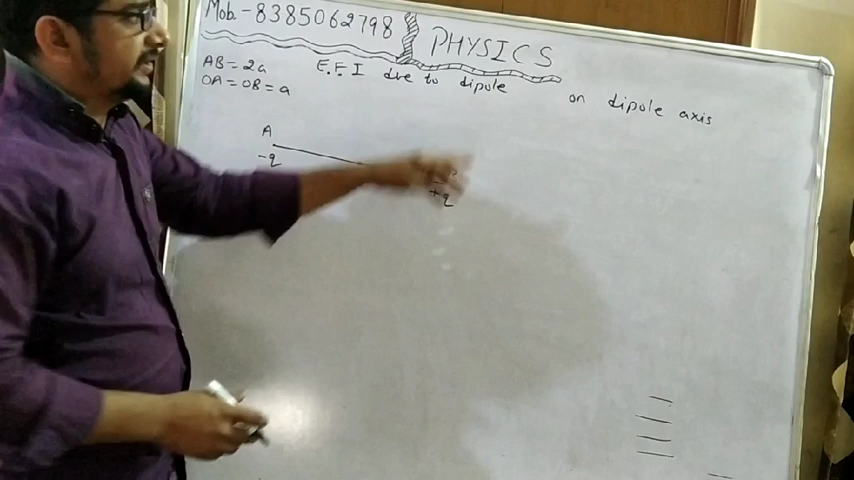 Mob.-8385062798
PHYSICS
AB = 2a
OA = OB = a
E.F.I due to dipole on dipole axis
A
-q
+q